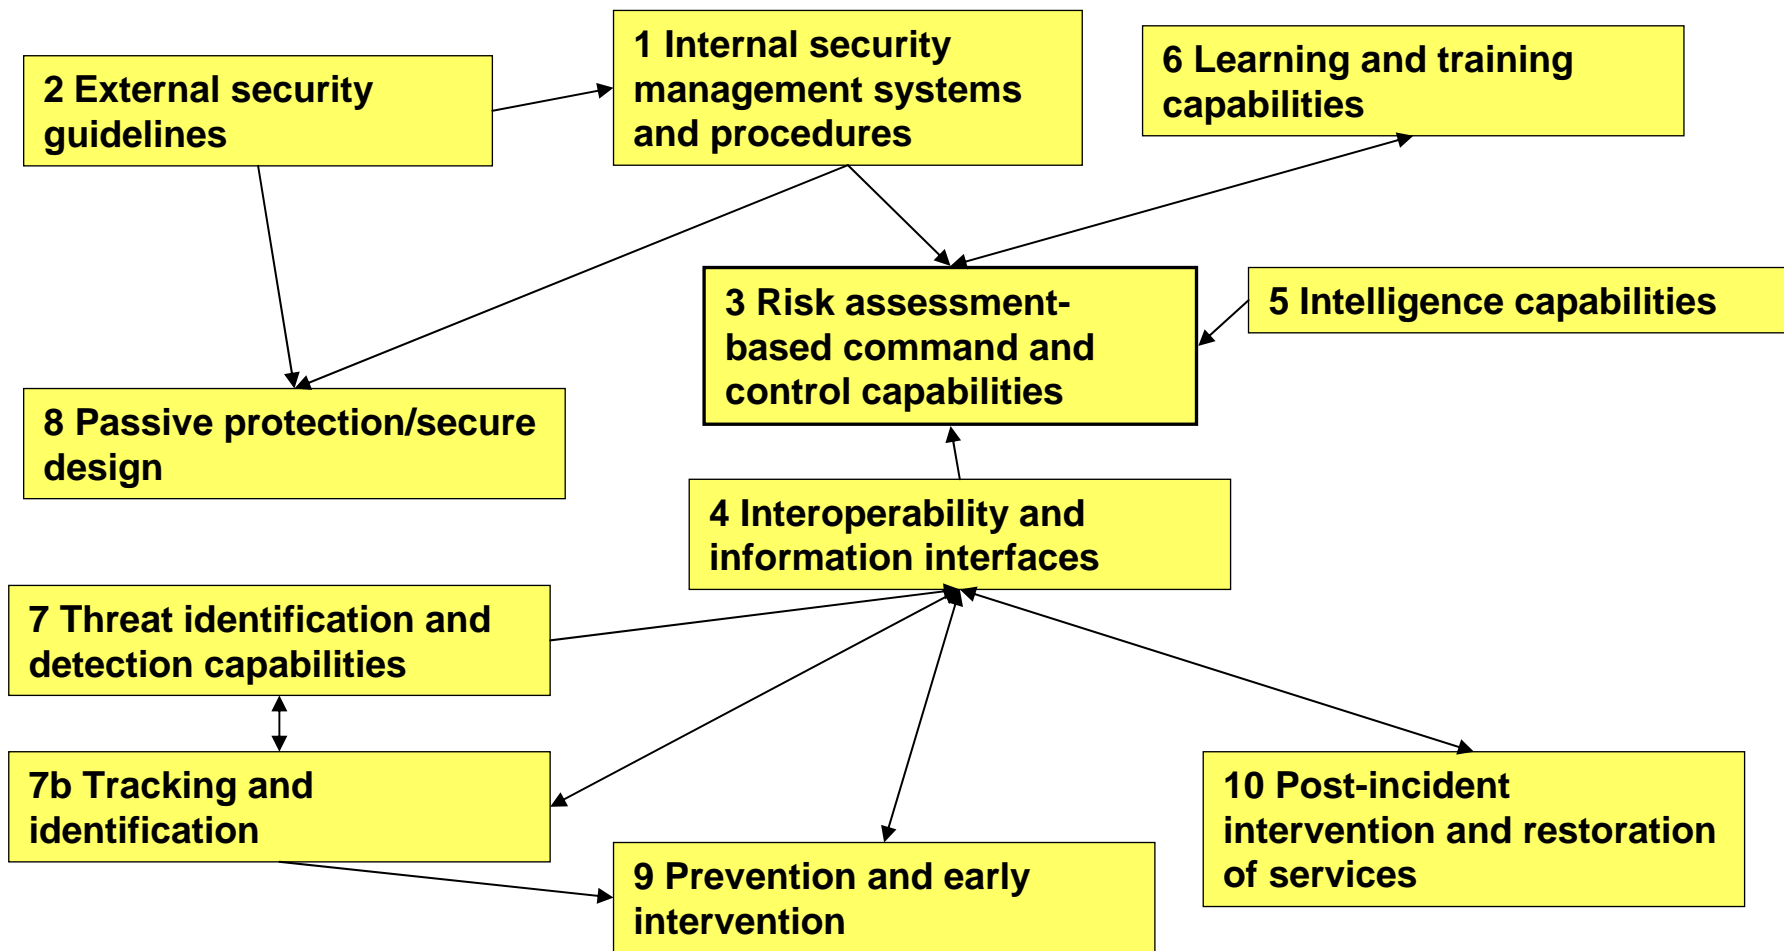 2 External security
guidelines
1 Internal security
management systems
and procedures
6 Learning and training
capabilities
3 Risk assessment-
based command and
control capabilities
5 Intelligence capabilities
8 Passive protection/secure
design
4 Interoperability and
information interfaces
7 Threat identification and
detection capabilities
7b Tracking and
identification
9 Prevention and early
intervention
10 Post-incident
intervention and restoration
of services